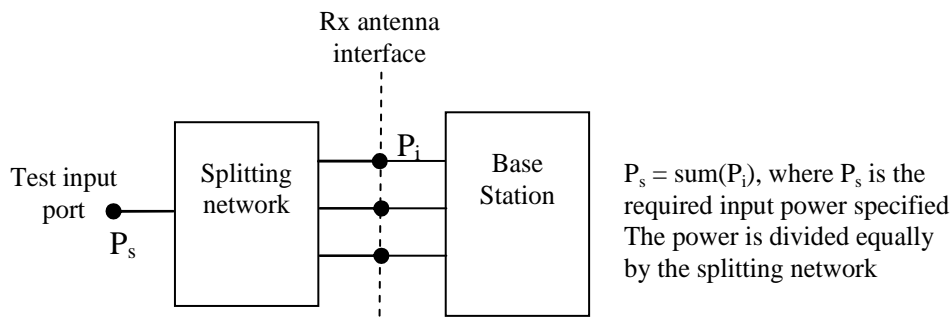 Rx antenna
interface
Test input
port
Pₛ
Splitting
network
Pᵢ
Base
Station
Pₛ = sum(Pᵢ), where Pₛ is the
required input power specified
The power is divided equally
by the splitting network